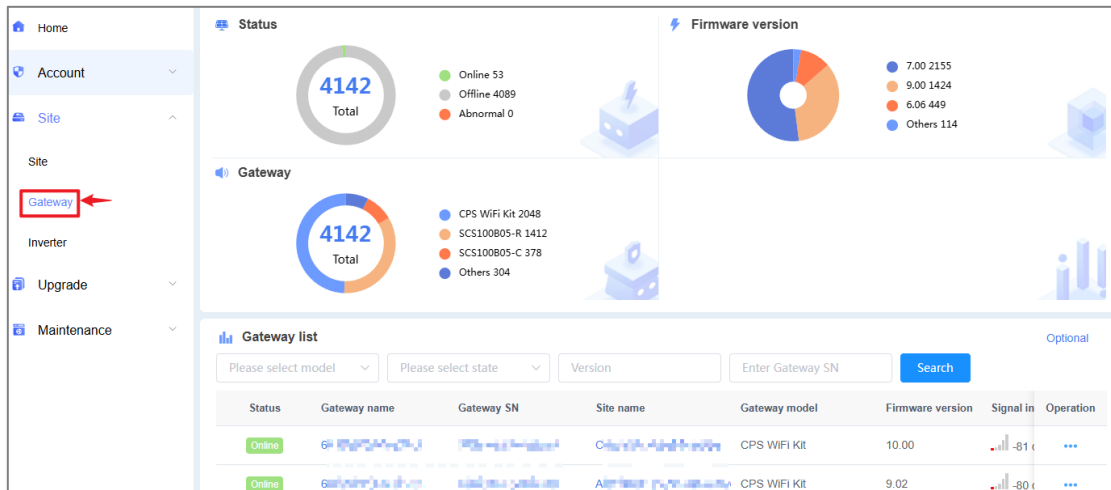 Home
Account
Site
Site
Gateway
Inverter
Upgrade
Maintenance
Status
4142
Total
Online 53
Offline 4089
Abnormal 0
Firmware version
7.00 2155
9.00 1424
6.06 449
Others 114
Gateway
4142
Total
CPS WiFi Kit 2048
SCS100B05-R 1412
SCS100B05-C 378
Others 304
Gateway list
Optional
Please select model Please select state Version Enter Gateway SN Search
Status Gateway name Gateway SN Site name Gateway model Firmware version Signal in Operation
Online CPS WiFi Kit 10.00 -81
Online CPS WiFi Kit 9.02 -80